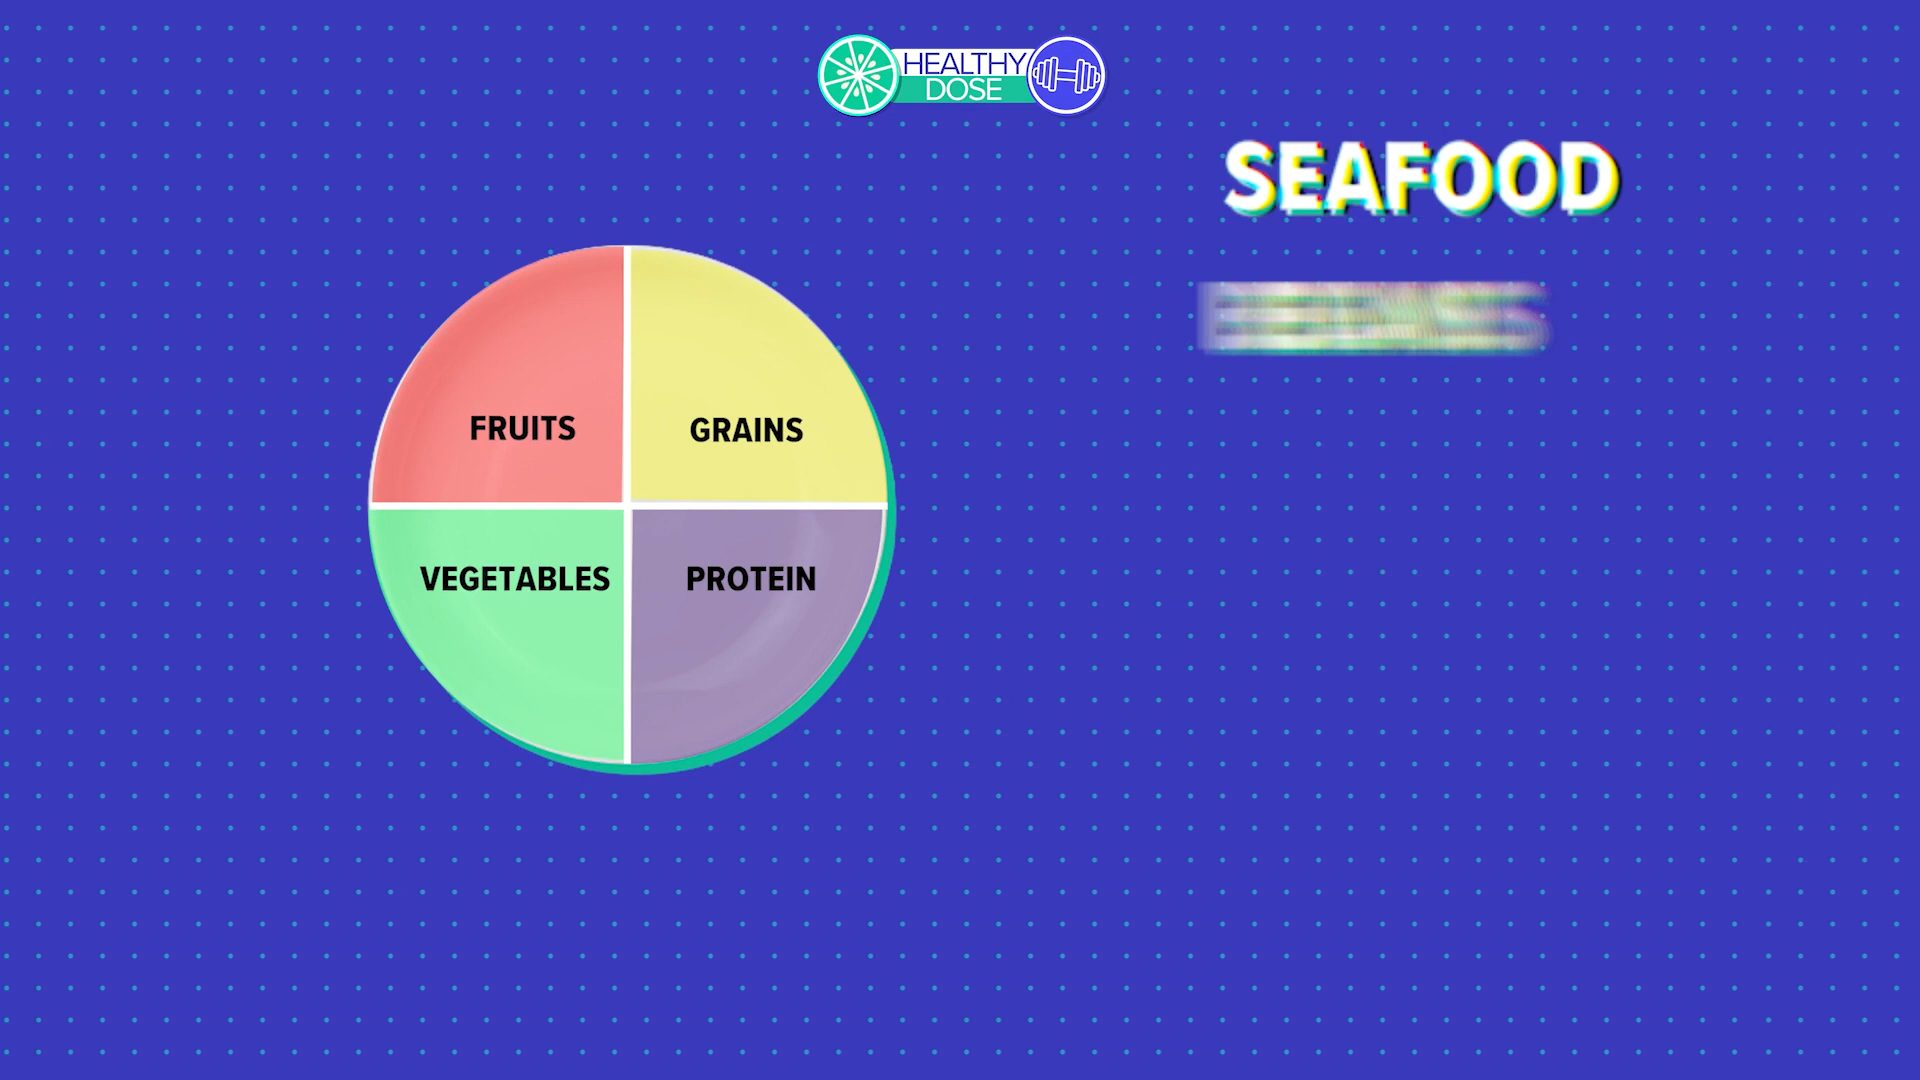 HEALTHY
DOSE
SEAFOOD
FRUITS
GRAINS
VEGETABLES
PROTEIN